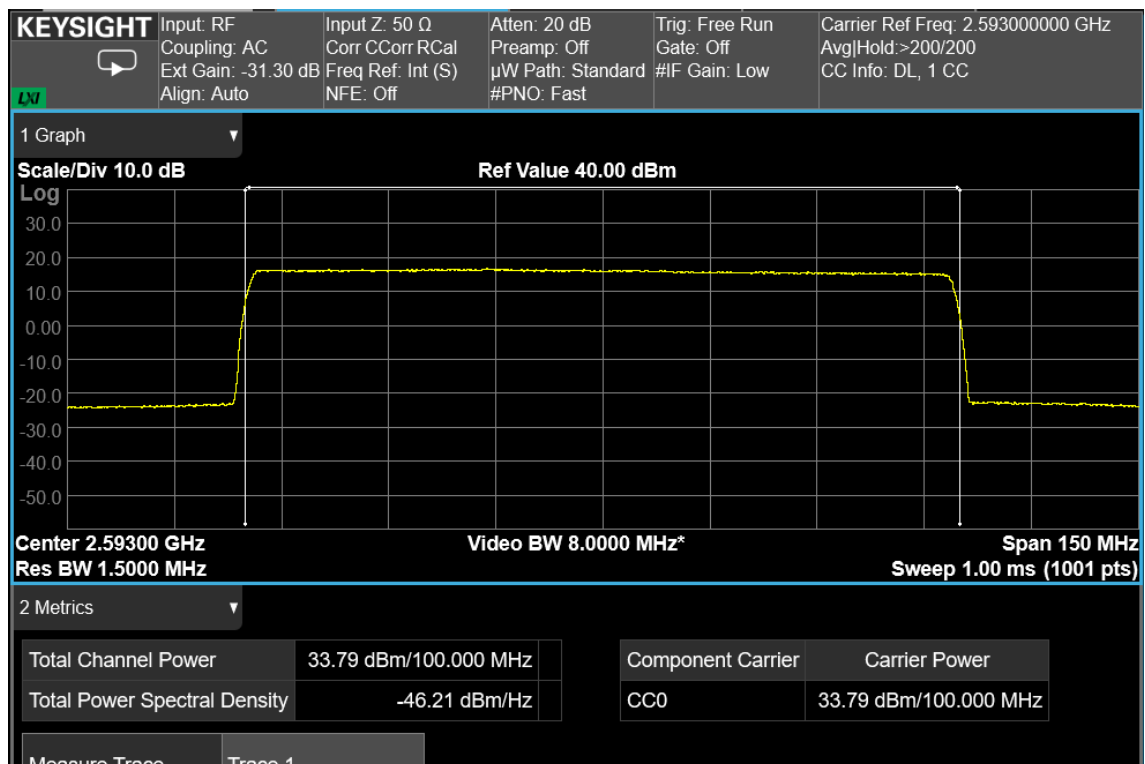 KEYSIGHT Input: RF Input Z: 50 Ω Atten: 20 dB Trig: Free Run Carrier Ref Freq: 2.593000000 GHz
Coupling: AC Corr CCorr RCal Preamp: Off Gate: Off Avg|Hold:>200/200
Ext Gain: -31.30 dB Freq Ref: Int (S) µW Path: Standard #IF Gain: Low CC Info: DL, 1 CC
LXI Align: Auto NFE: Off #PNO: Fast
1 Graph
Scale/Div 10.0 dB Ref Value 40.00 dBm
Log
30.0
20.0
10.0
0.00
-10.0
-20.0
-30.0
-40.0
-50.0
Center 2.59300 GHz Video BW 8.0000 MHz* Span 150 MHz
Res BW 1.5000 MHz Sweep 1.00 ms (1001 pts)
2 Metrics
Total Channel Power 33.79 dBm/100.000 MHz Component Carrier Carrier Power
Total Power Spectral Density -46.21 dBm/Hz CC0 33.79 dBm/100.000 MHz
Measure Trace Trace 1